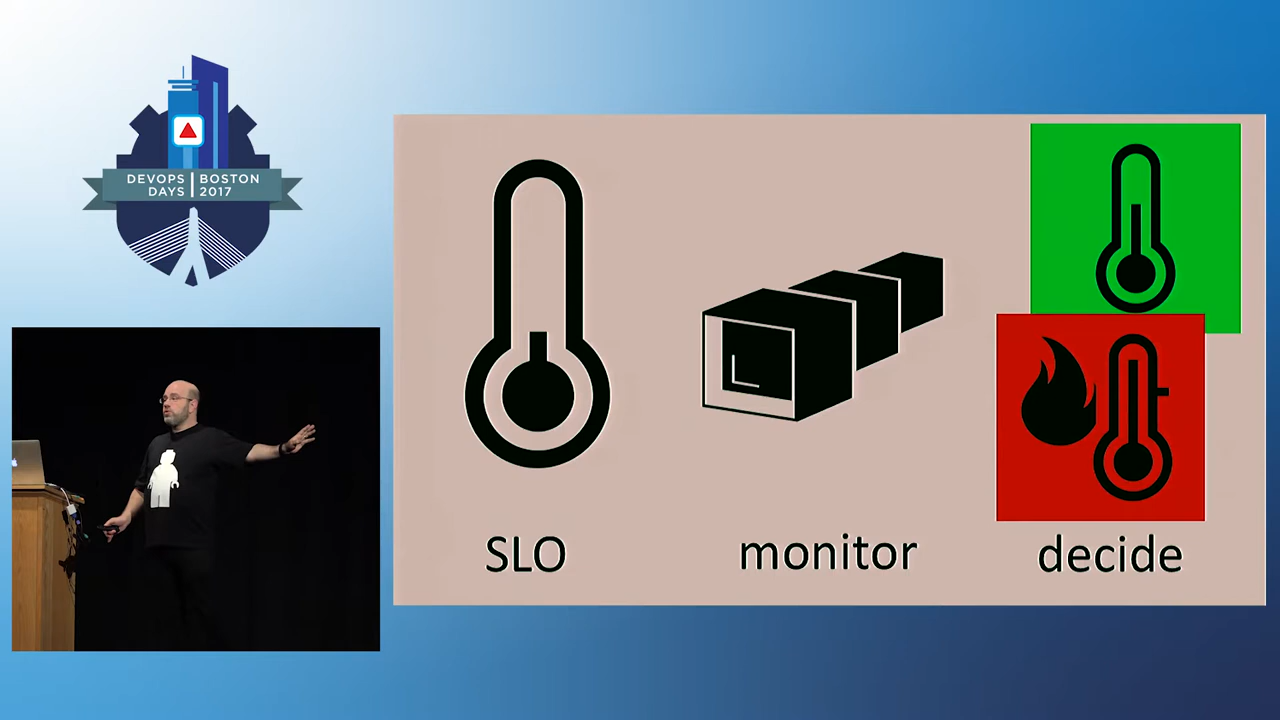 DEVOPS | BOSTON
DAYS | 2017
SLO
monitor
decide